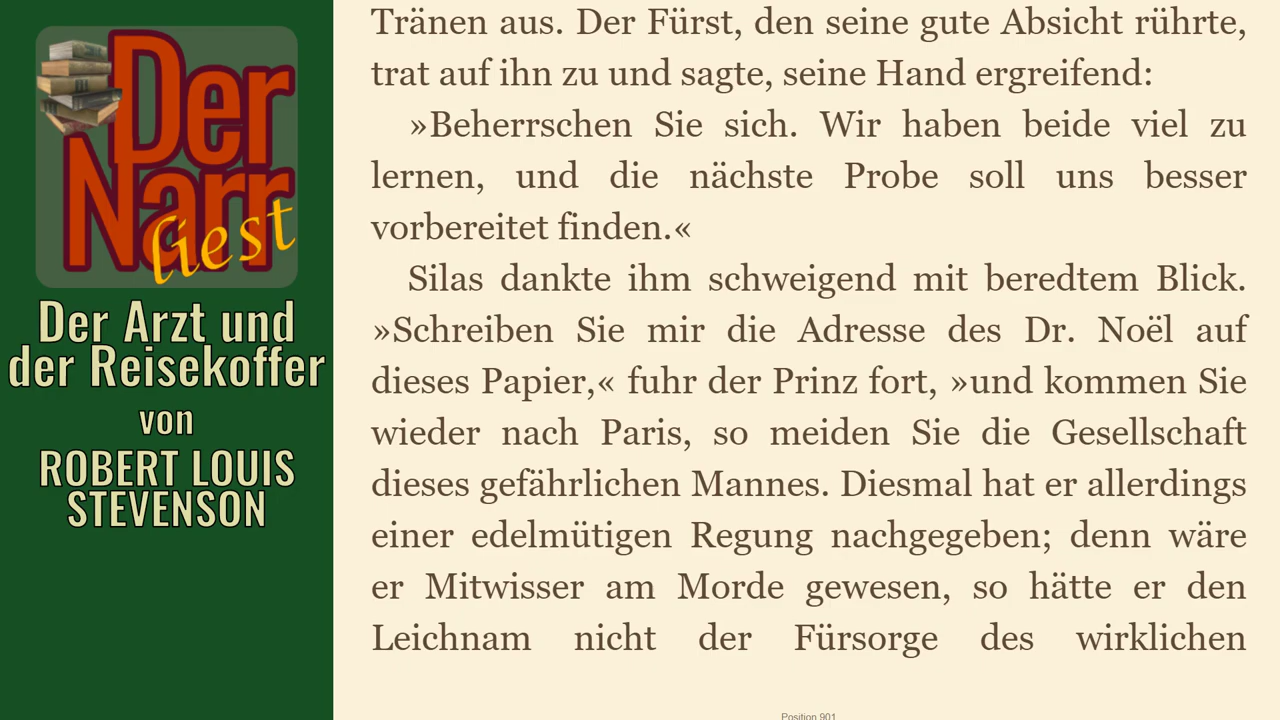 Der
Narr
liest
Der Arzt und
der Reisekoffer
von
ROBERT LOUIS
STEVENSON
Tränen aus. Der Fürst, den seine gute Absicht rührte,
trat auf ihn zu und sagte, seine Hand ergreifend:
»Beherrschen Sie sich. Wir haben beide viel zu
lernen, und die nächste Probe soll uns besser
vorbereitet finden.«
Silas dankte ihm schweigend mit beredtem Blick.
»Schreiben Sie mir die Adresse des Dr. Noël auf
dieses Papier,« fuhr der Prinz fort, »und kommen Sie
wieder nach Paris, so meiden Sie die Gesellschaft
dieses gefährlichen Mannes. Diesmal hat er allerdings
einer edelmütigen Regung nachgegeben; denn wäre
er Mitwisser am Morde gewesen, so hätte er den
Leichnam nicht der Fürsorge des wirklichen
Position 901